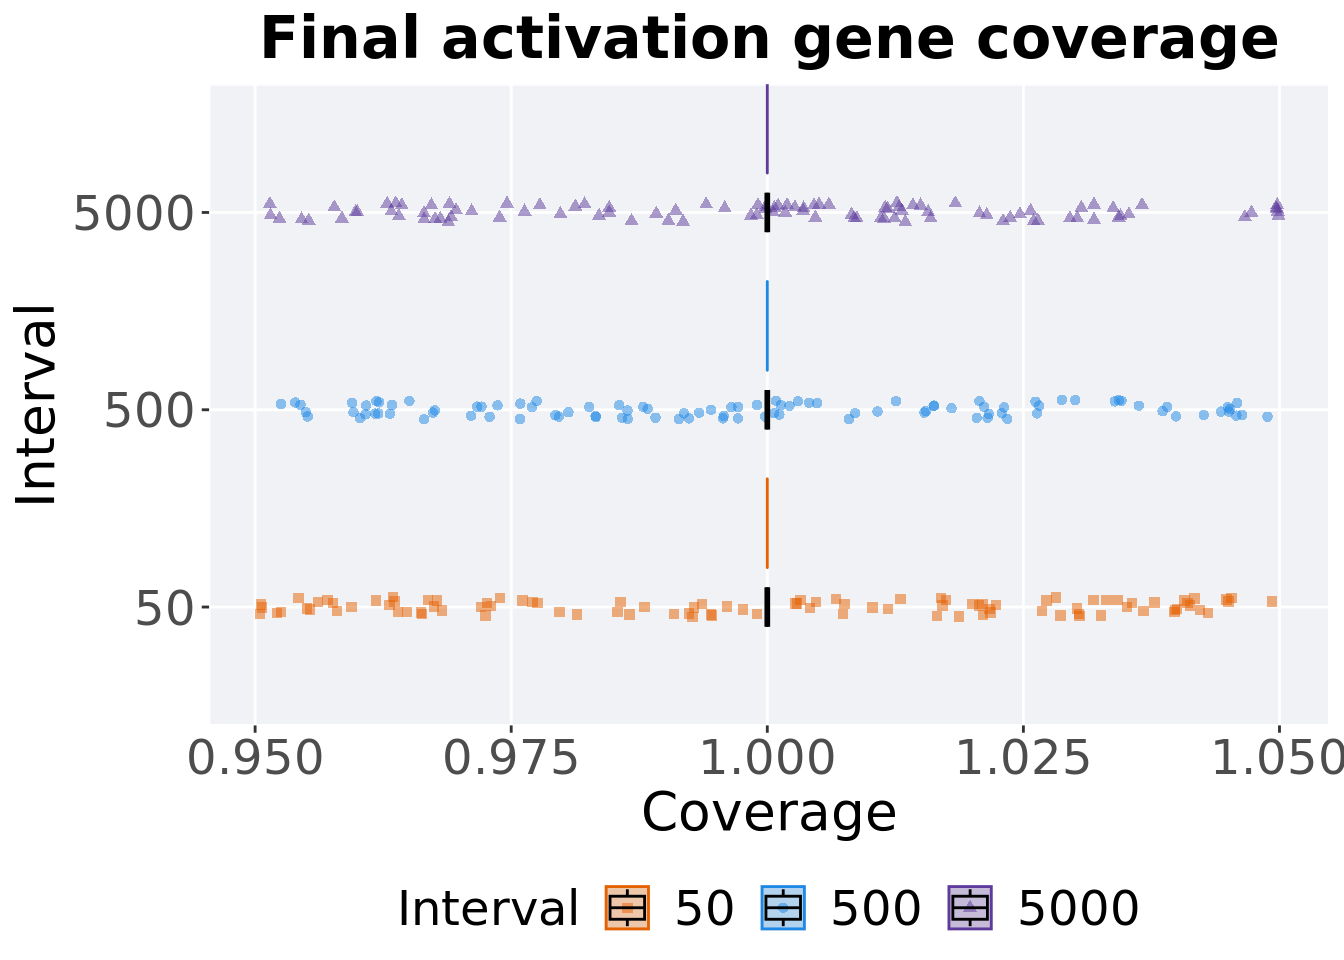 Final activation gene coverage
Interval
5000
500
50
0.950 0.975 1.000 1.025 1.050
Coverage
Interval 50 500 5000